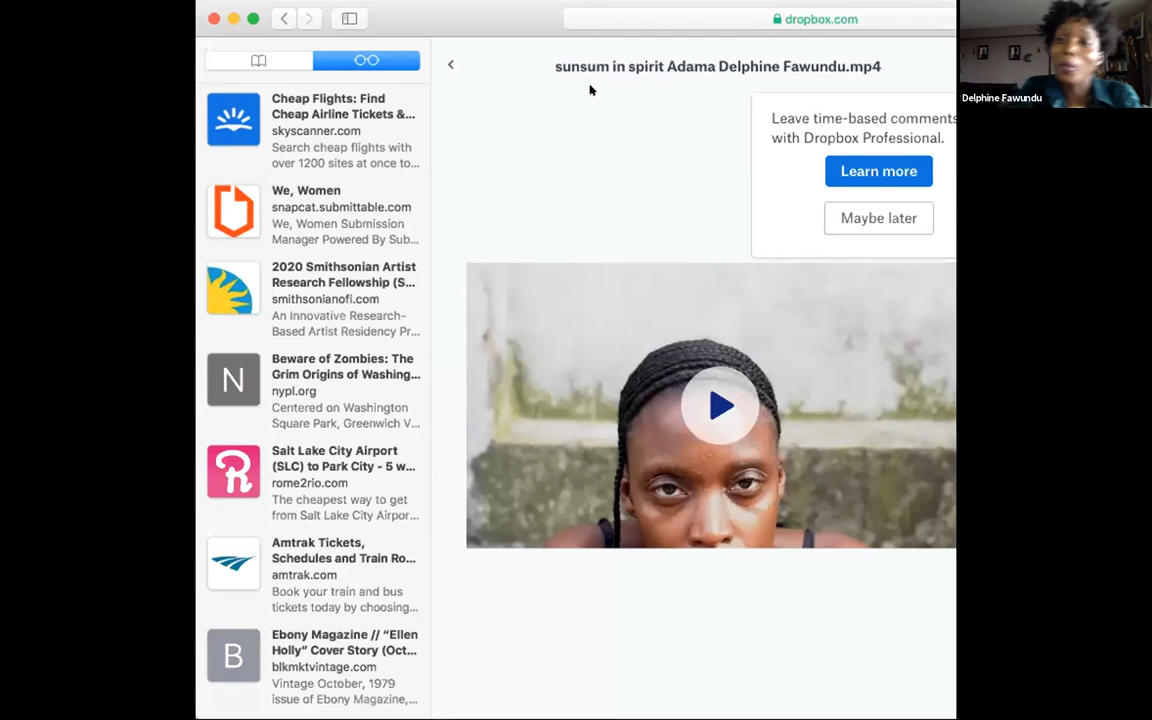 dropbox.com
Delphine Fawundu
sunsum in spirit Adama Delphine Fawundu.mp4
Leave time-based comments
with Dropbox Professional.
Learn more
Maybe later
Cheap Flights: Find
Cheap Airline Tickets &...
skyscanner.com
Search cheap flights with
over 1200 sites at once to...
We, Women
snapcat.submittable.com
We, Women Submission
Manager Powered By Sub...
2020 Smithsonian Artist
Research Fellowship (S...
smithsonianofi.com
An Innovative Research-
Based Artist Residency Pr...
N
Beware of Zombies: The
Grim Origins of Washing...
nypl.org
Centered on Washington
Square Park, Greenwich V...
Salt Lake City Airport
(SLC) to Park City - 5 w...
rome2rio.com
The cheapest way to get
from Salt Lake City Airpor...
Amtrak Tickets,
Schedules and Train Ro...
amtrak.com
Book your train and bus
tickets today by choosing...
B
Ebony Magazine // “Ellen
Holly” Cover Story (Oct...
blkmktvintage.com
Vintage October, 1979
issue of Ebony Magazine,...